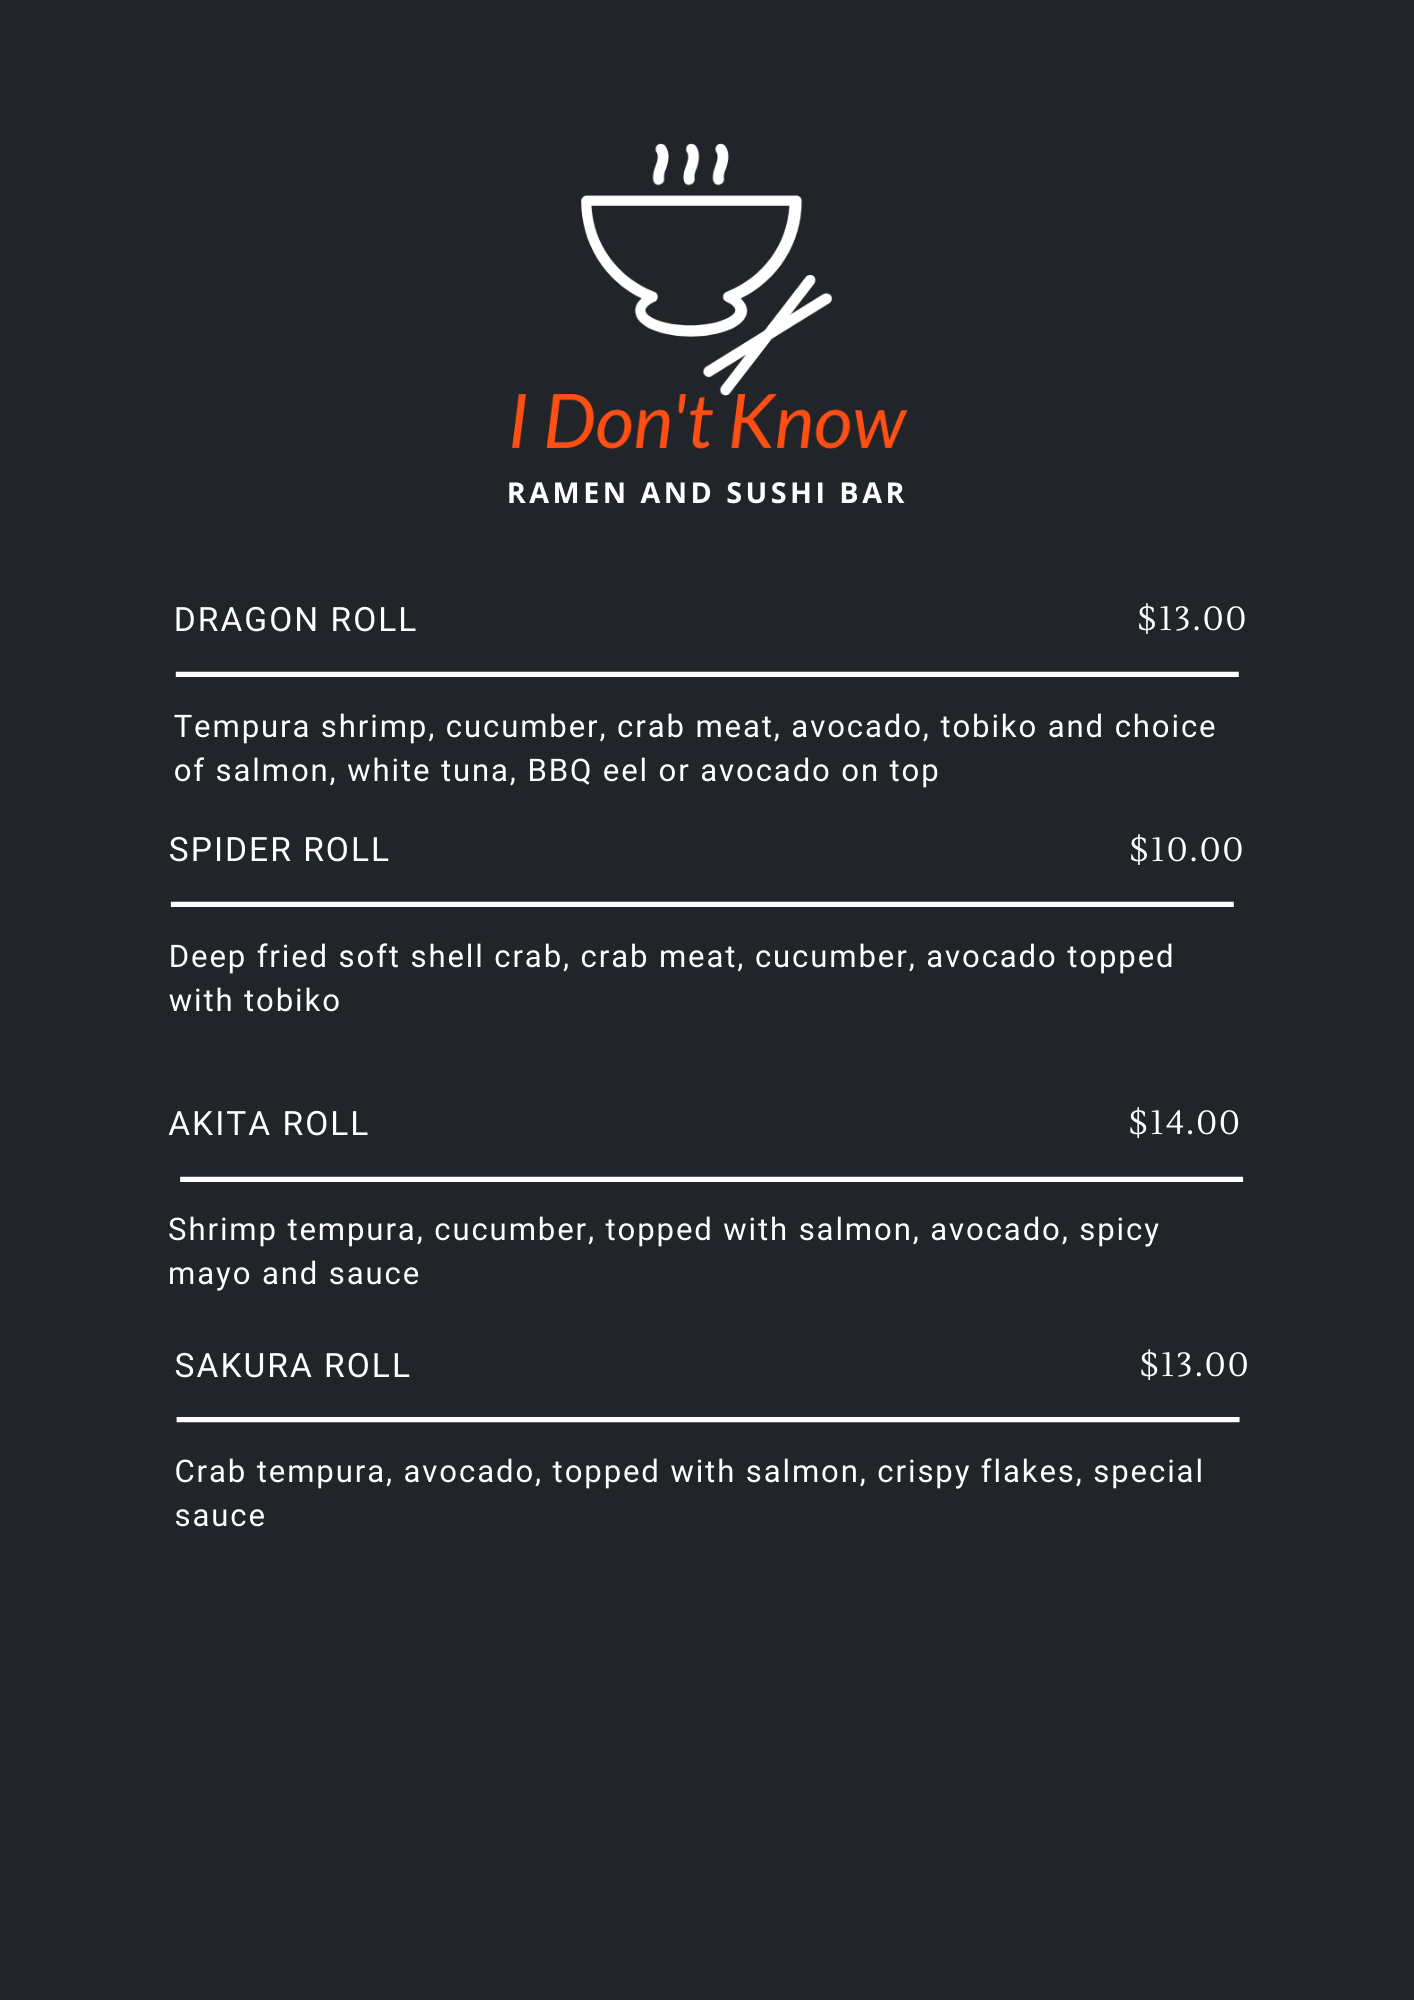 I Don't Know
RAMEN AND SUSHI BAR
DRAGON ROLL $13.00
Tempura shrimp, cucumber, crab meat, avocado, tobiko and choice
of salmon, white tuna, BBQ eel or avocado on top
SPIDER ROLL $10.00
Deep fried soft shell crab, crab meat, cucumber, avocado topped
with tobiko
AKITA ROLL $14.00
Shrimp tempura, cucumber, topped with salmon, avocado, spicy
mayo and sauce
SAKURA ROLL $13.00
Crab tempura, avocado, topped with salmon, crispy flakes, special
sauce